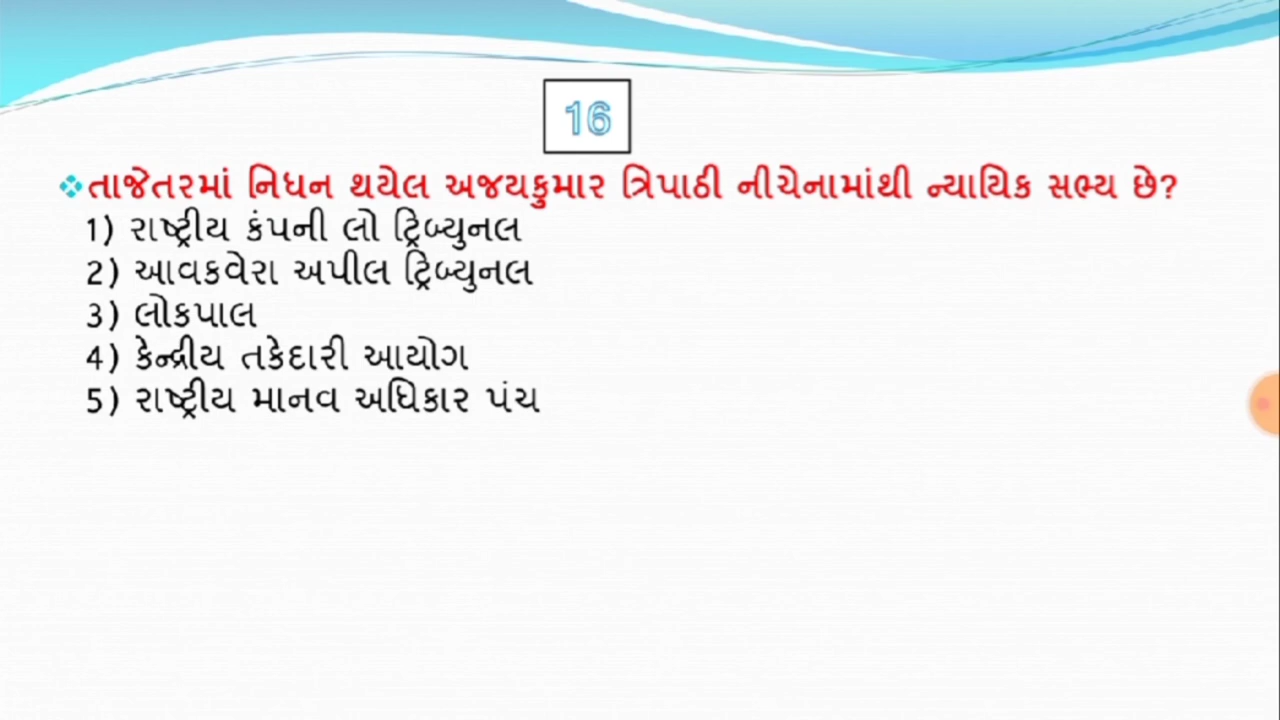 16
તાજેતરમાં નિધન થયેલ અજયકુમાર ત્રિપાઠી નીચેનામાંથી ન્યાયિક સભ્ય છે?
1) રાષ્ટ્રીય કંપની લો ટ્રિબ્યુનલ
2) આવકવેરા અપીલ ટ્રિબ્યુનલ
3) લોકપાલ
4) કેન્દ્રીય તકેદારી આયોગ
5) રાષ્ટ્રીય માનવ અધિકાર પંચ